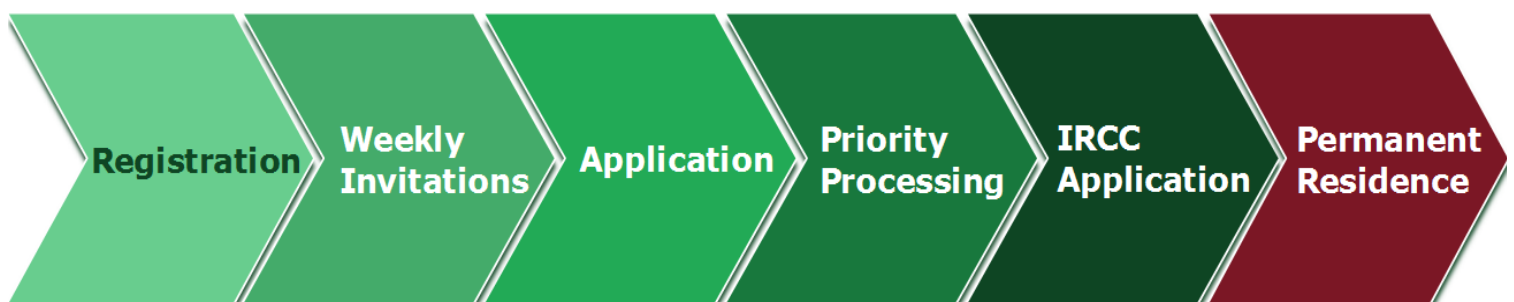 Registration
Weekly
Invitations
Application
Priority
Processing
IRCC
Application
Permanent
Residence